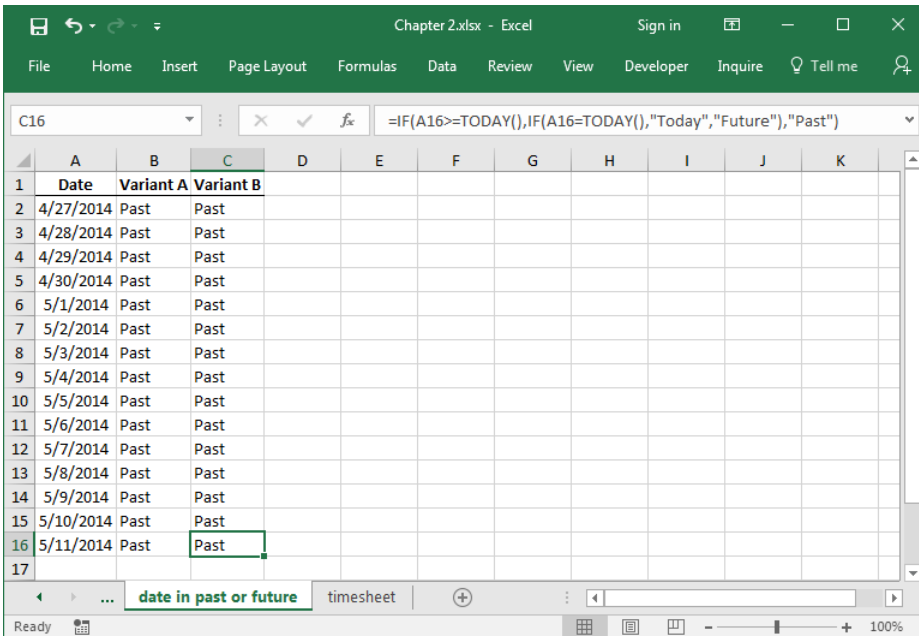 Chapter 2.xlsx - Excel
Sign in
File Home Insert Page Layout Formulas Data Review View Developer Inquire Tell me
C16 fx =IF(A16>=TODAY(),IF(A16=TODAY(),"Today","Future"),"Past")
A B C D E F G H I J K
1 Date Variant A Variant B
2 4/27/2014 Past Past
3 4/28/2014 Past Past
4 4/29/2014 Past Past
5 4/30/2014 Past Past
6 5/1/2014 Past Past
7 5/2/2014 Past Past
8 5/3/2014 Past Past
9 5/4/2014 Past Past
10 5/5/2014 Past Past
11 5/6/2014 Past Past
12 5/7/2014 Past Past
13 5/8/2014 Past Past
14 5/9/2014 Past Past
15 5/10/2014 Past Past
16 5/11/2014 Past Past
17
... date in past or future timesheet
Ready 100%